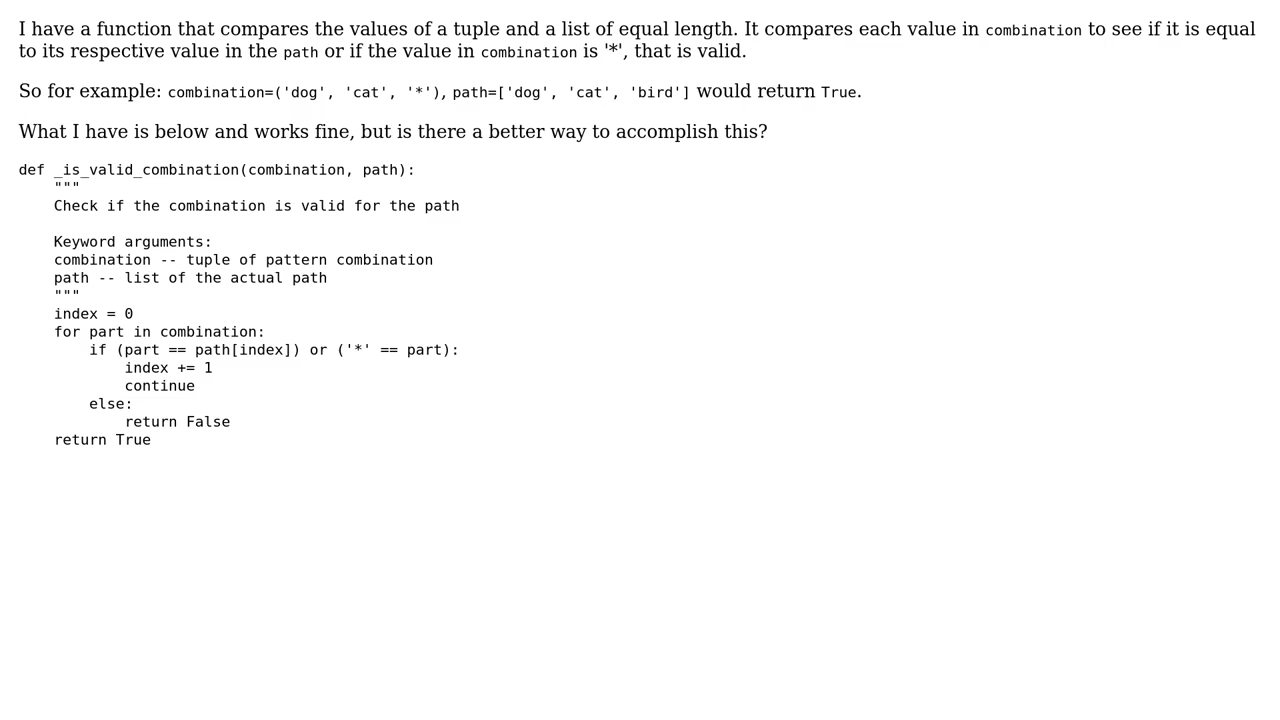 I have a function that compares the values of a tuple and a list of equal length. It compares each value in combination to see if it is equal
to its respective value in the path or if the value in combination is '*', that is valid.
So for example: combination=('dog', 'cat', '*'), path=['dog', 'cat', 'bird'] would return True.
What I have is below and works fine, but is there a better way to accomplish this?
def _is_valid_combination(combination, path):
    """
    Check if the combination is valid for the path
    Keyword arguments:
    combination -- tuple of pattern combination
    path -- list of the actual path
    """
    index = 0
    for part in combination:
        if (part == path[index]) or ('*' == part):
            index += 1
            continue
        else:
            return False
    return True